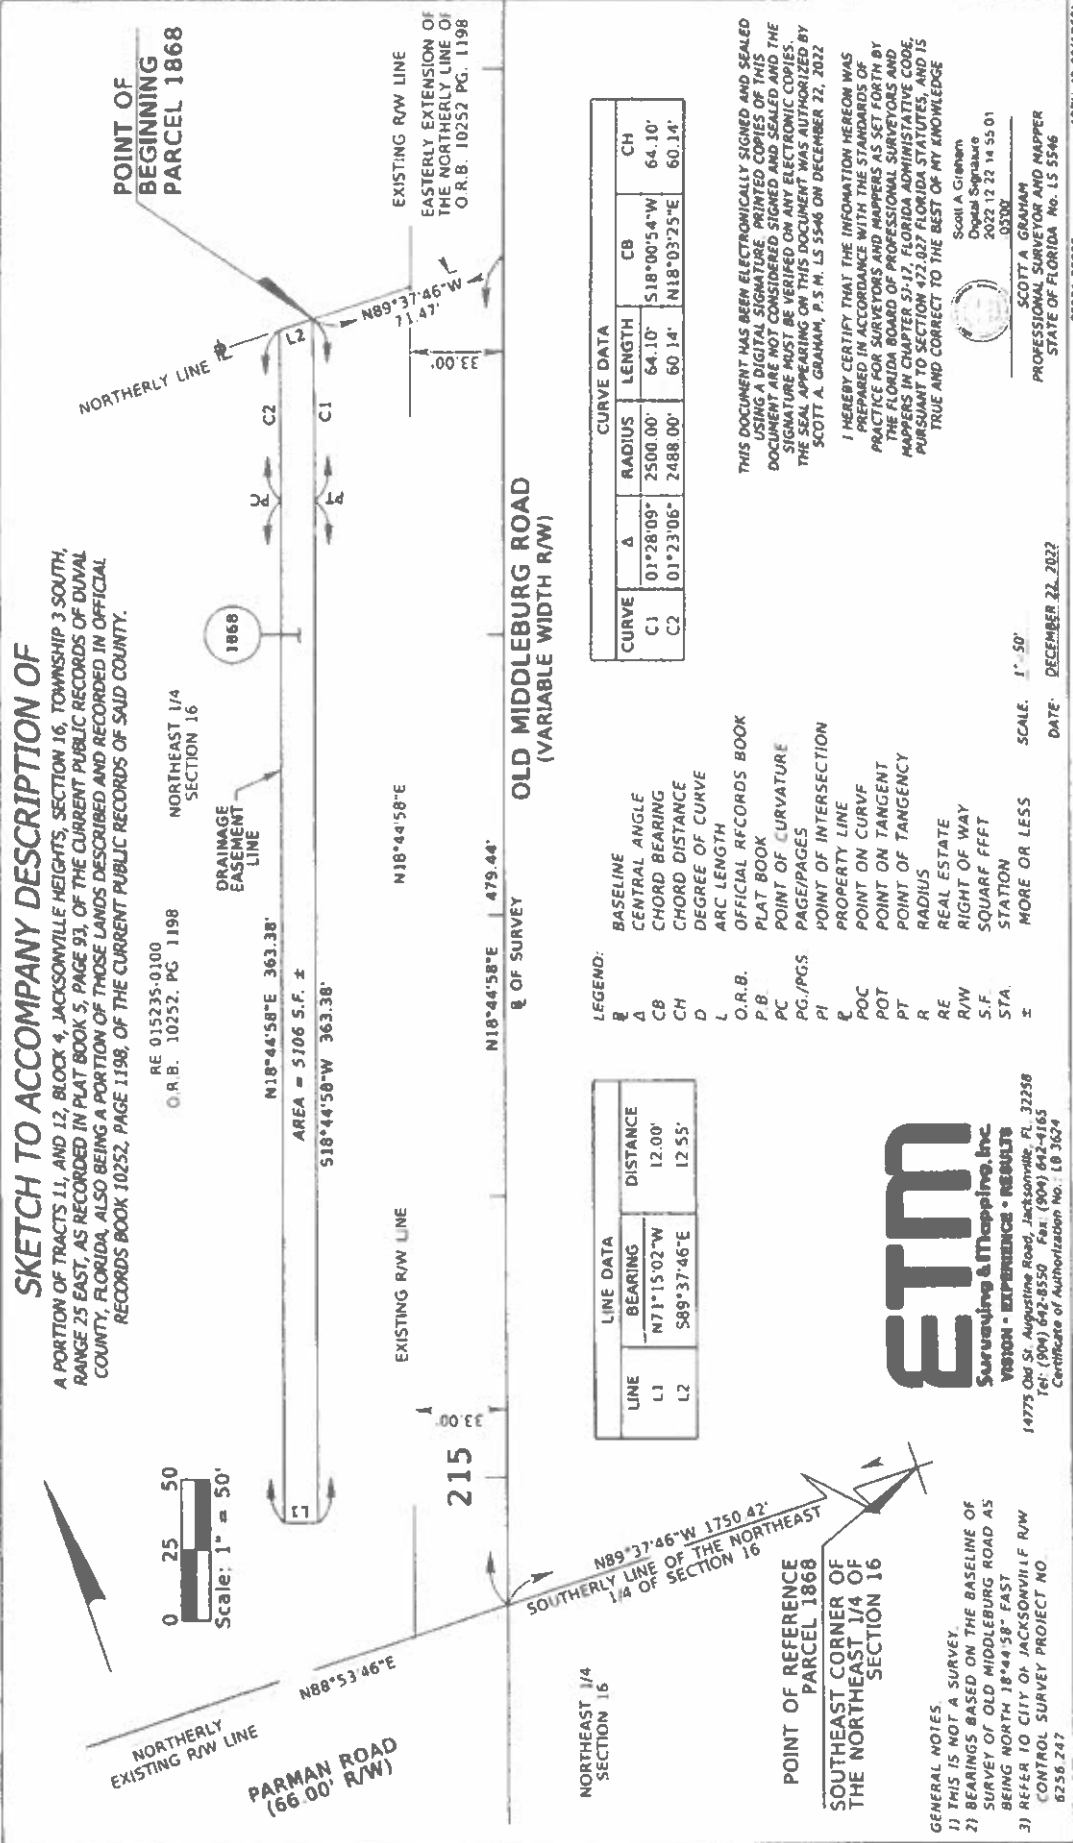 SKETCH TO ACCOMPANY DESCRIPTION OF
A PORTION OF TRACTS 11, AND 12, BLOCK 4, JACKSONVILLE HEIGHTS, SECTION 16, TOWNSHIP 3 SOUTH,
RANGE 25 EAST, AS RECORDED IN PLAT BOOK 5, PAGE 93, OF THE CURRENT PUBLIC RECORDS OF DUVAL
COUNTY, FLORIDA, ALSO BEING A PORTION OF THOSE LANDS DESCRIBED AND RECORDED IN OFFICIAL
RECORDS BOOK 10252, PAGE 1198, OF THE CURRENT PUBLIC RECORDS OF SAID COUNTY.
0 25 50
Scale: 1" = 50'
RE 015235-0100
O.R.B. 10252, PG 1198
NORTHEAST 1/4
SECTION 16
DRAINAGE
EASEMENT
LINE
1868
POINT OF
BEGINNING
PARCEL 1868
NORTHERLY LINE
PC
PT
C2
C1
L2
L1
N18°44'58"E 363.38'
AREA = 5106 S.F. ±
S18°44'58"W 363.38'
N89°37'46"W
71.47'
33.00'
EXISTING R/W LINE
EASTERLY EXTENSION OF
THE NORTHERLY LINE OF
O.R.B. 10252 PG. 1198
NORTHERLY
EXISTING R/W LINE
N88°53'46"E
PARMAN ROAD
(66.00' R/W)
EXISTING R/W LINE
33.00'
215
N18°44'58"E
N18°44'58"E 479.44'
OF SURVEY
OLD MIDDLEBURG ROAD
(VARIABLE WIDTH R/W)
N89°37'46"W 1750.42'
SOUTHERLY LINE OF THE NORTHEAST
1/4 OF SECTION 16
NORTHEAST 1/4
SECTION 16
POINT OF REFERENCE
PARCEL 1868
SOUTHEAST CORNER OF
THE NORTHEAST 1/4 OF
SECTION 16
LINE DATA
LINE BEARING DISTANCE
L1 N71°15'02"W 12.00'
L2 S89°37'46"E 12.55'
CURVE DATA
CURVE Δ RADIUS LENGTH CB CH
C1 01°28'09" 2500.00' 64.10' S18°00'54"W 64.10'
C2 01°23'06" 2488.00' 60.14' N18°03'25"E 60.14'
LEGEND:
BASELINE
Δ CENTRAL ANGLE
CB CHORD BEARING
CH CHORD DISTANCE
D DEGREE OF CURVE
L ARC LENGTH
O.R.B. OFFICIAL RECORDS BOOK
P.B. PLAT BOOK
PC POINT OF CURVATURE
PG./PGS. PAGE/PAGES
PI POINT OF INTERSECTION
PROPERTY LINE
POC POINT ON CURVE
POT POINT ON TANGENT
PT POINT OF TANGENCY
R RADIUS
RE REAL ESTATE
R/W RIGHT OF WAY
S.F. SQUARE FEET
STA. STATION
± MORE OR LESS
THIS DOCUMENT HAS BEEN ELECTRONICALLY SIGNED AND SEALED
USING A DIGITAL SIGNATURE. PRINTED COPIES OF THIS
DOCUMENT ARE NOT CONSIDERED SIGNED AND SEALED AND THE
SIGNATURE MUST BE VERIFED ON ANY ELECTRONIC COPIES.
THE SEAL APPEARING ON THIS DOCUMENT WAS AUTHORIZED BY
SCOTT A. GRAHAM, P.S.M. LS 5546 ON DECEMBER 22, 2022
I HEREBY CERTIFY THAT THE INFOMATION HEREON WAS
PREPARED IN ACCORDANCE WITH THE STANDARDS OF
PRACTICE FOR SURVEYORS AND MAPPERS AS SET FORTH BY
THE FLORIDA BOARD OF PROFESSIONAL SURVEYORS AND
MAPPERS IN CHAPTER 5J-17, FLORIDA ADMINISTATIVE CODE,
PURSUANT TO SECTION 472.027 FLORIDA STATUTES, AND IS
TRUE AND CORRECT TO THE BEST OF MY KNOWLEDGE
Scott A Graham
Digital Signature
2022 12 22 14 55 01
05'00'
SCOTT A GRAHAM
PROFESSIONAL SURVEYOR AND MAPPER
STATE OF FLORIDA No. LS 5546
GENERAL NOTES.
1) THIS IS NOT A SURVEY.
2) BEARINGS BASED ON THE BASELINE OF
SURVEY OF OLD MIDDLEBURG ROAD AS
BEING NORTH 18°44'58" EAST
3) REFER TO CITY OF JACKSONVILLE R/W
CONTROL SURVEY PROJECT NO.
6256.247
ETM
Surveying & Mapping, Inc.
VISION • EXPERIENCE • RESULTS
14775 Old St. Augustine Road, Jacksonville, FL. 32258
Tel: (904) 642-8550 Fax: (904) 642-4165
Certificate of Authorization No.: LB 3624
SCALE. 1"=50'
DATE: DECEMBER 22, 2022